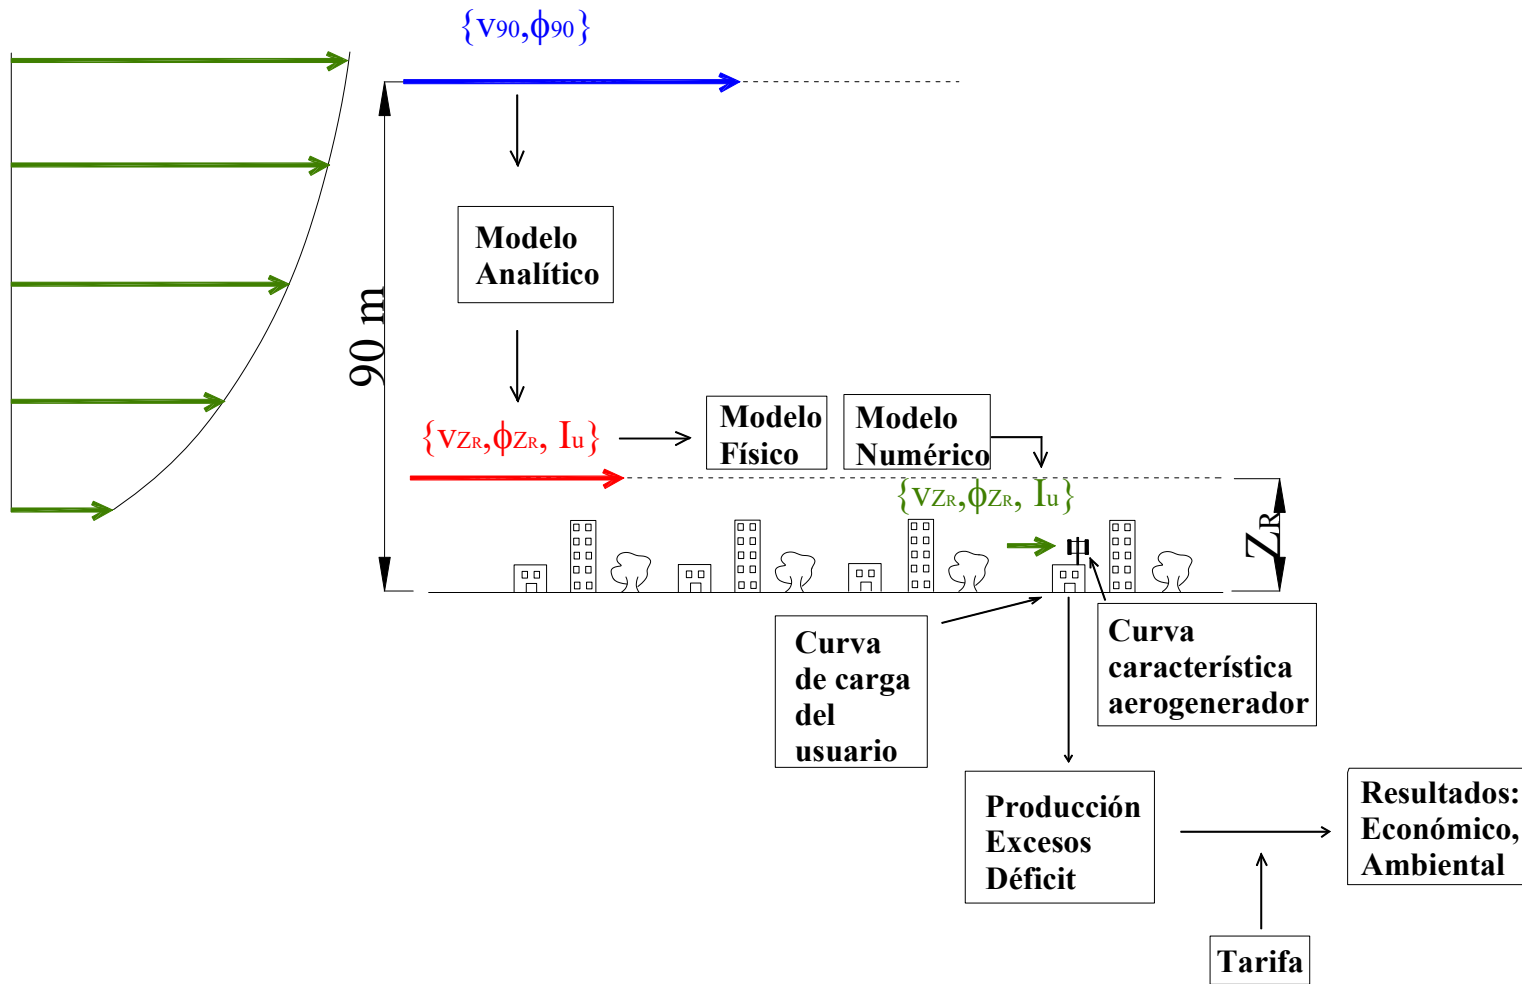 {v90,ϕ90}
90 m
Modelo
Analítico
{vZR,ϕZR, Iu}
Modelo
Físico
Modelo
Numérico
{vZR,ϕZR, Iu}
ZR
Curva
de carga
del
usuario
Curva
característica
aerogenerador
Producción
Excesos
Déficit
Resultados:
Económico,
Ambiental
Tarifa